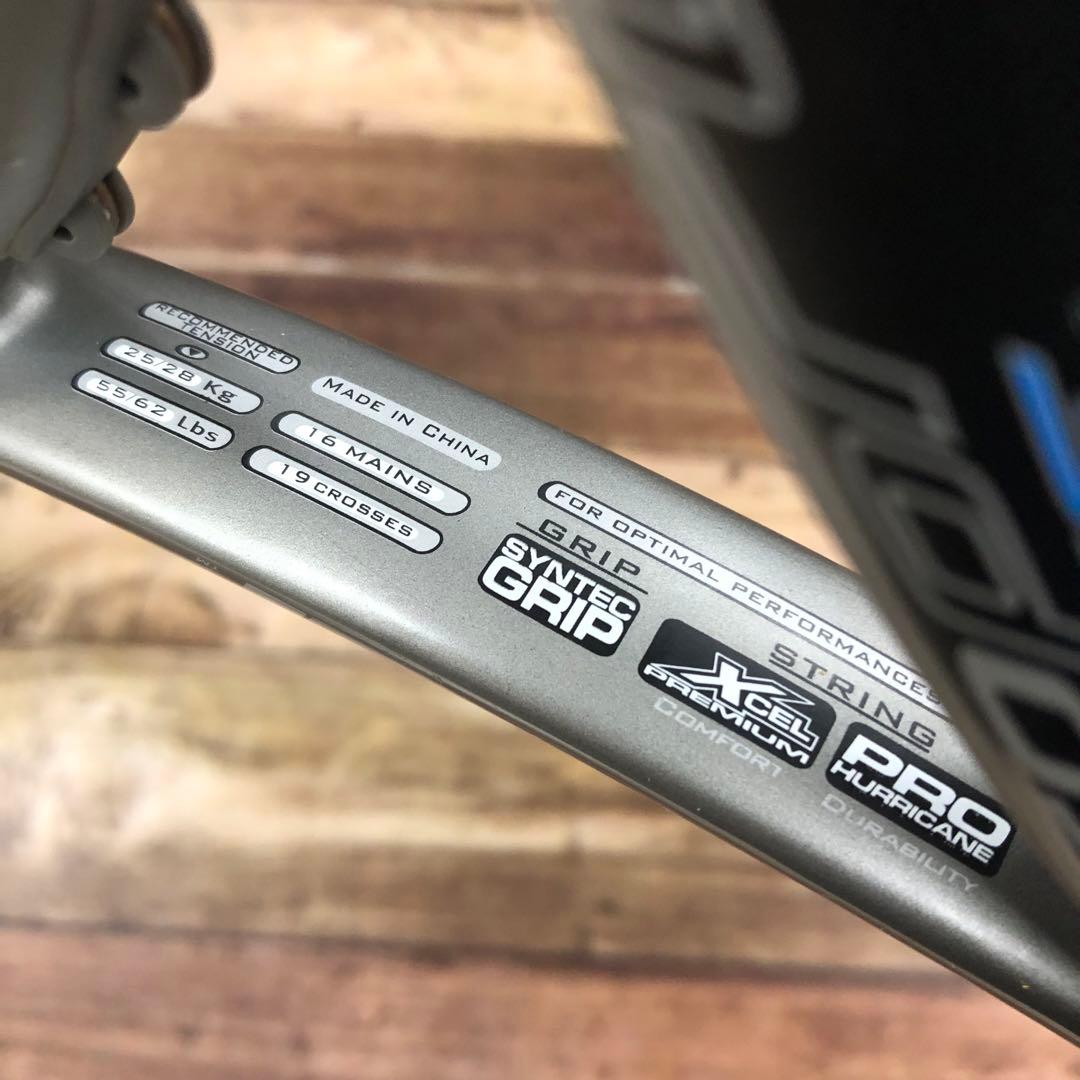 RECOMMENDED
TENSION
25/28 Kg
55/62 Lbs
MADE IN CHINA
16 MAINS
19 CROSSES
FOR OPTIMAL PERFORMANCES
GRIP
SYNTEC
GRIP
STRING
XCEL
PREMIUM
COMFORT
PRO
HURRICANE
DURABILITY